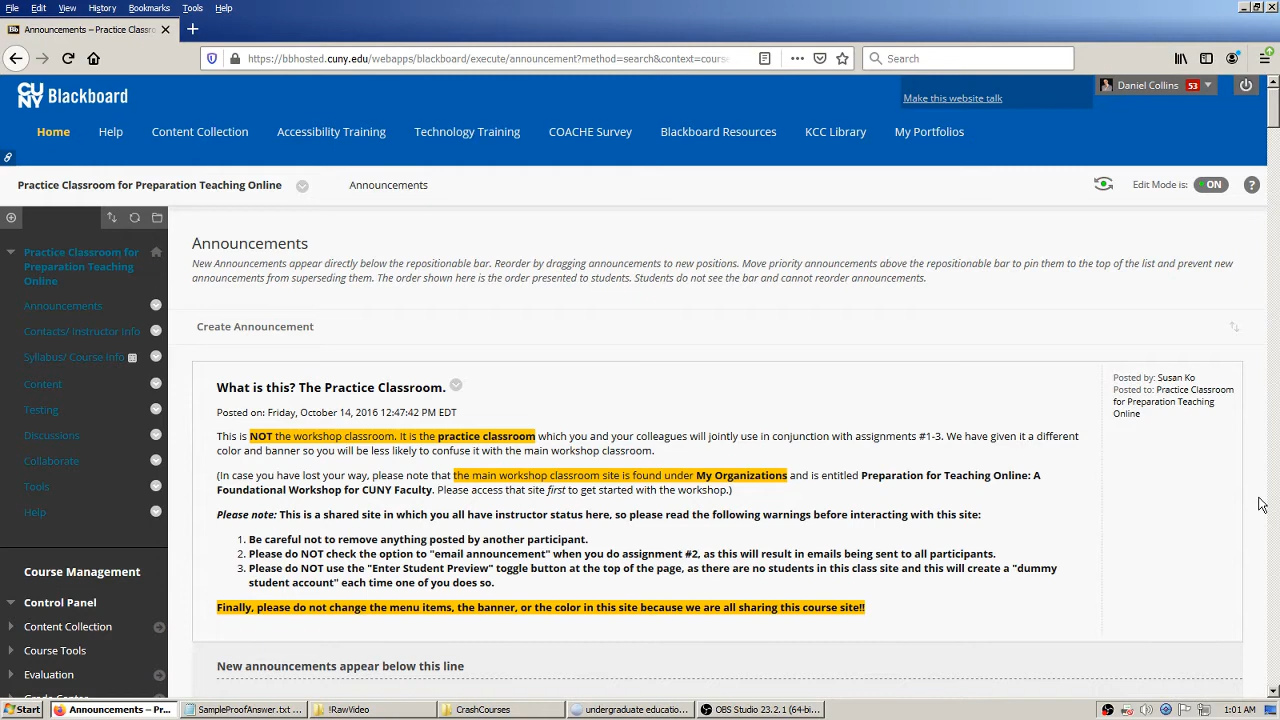 File Edit View History Bookmarks Tools Help
Announcements – Practice Classro
https://bbhosted.cuny.edu/webapps/blackboard/execute/announcement?method=search&context=cours
Search
CUNY Blackboard
Make this website talk
Daniel Collins 53
Home Help Content Collection Accessibility Training Technology Training COACHE Survey Blackboard Resources KCC Library My Portfolios
Practice Classroom for Preparation Teaching Online Announcements Edit Mode is: ON ?
Practice Classroom for
Preparation Teaching
Online
Announcements
Contacts/ Instructor Info
Syllabus/ Course Info
Content
Testing
Discussions
Collaborate
Tools
Help
Course Management
Control Panel
Content Collection
Course Tools
Evaluation
Grade Center
Announcements
New Announcements appear directly below the repositionable bar. Reorder by dragging announcements to new positions. Move priority announcements above the repositionable bar to pin them to the top of the list and prevent new
announcements from superseding them. The order shown here is the order presented to students. Students do not see the bar and cannot reorder announcements.
Create Announcement
What is this? The Practice Classroom.
Posted on: Friday, October 14, 2016 12:47:42 PM EDT
This is NOT the workshop classroom. It is the practice classroom which you and your colleagues will jointly use in conjunction with assignments #1-3. We have given it a different
color and banner so you will be less likely to confuse it with the main workshop classroom.
(In case you have lost your way, please note that the main workshop classroom site is found under My Organizations and is entitled Preparation for Teaching Online: A
Foundational Workshop for CUNY Faculty. Please access that site first to get started with the workshop.)
Please note: This is a shared site in which you all have instructor status here, so please read the following warnings before interacting with this site:
1. Be careful not to remove anything posted by another participant.
2. Please do NOT check the option to "email announcement" when you do assignment #2, as this will result in emails being sent to all participants.
3. Please do NOT use the "Enter Student Preview" toggle button at the top of the page, as there are no students in this class site and this will create a "dummy
student account" each time one of you does so.
Finally, please do not change the menu items, the banner, or the color in this site because we are all sharing this course site!!
Posted by: Susan Ko
Posted to: Practice Classroom
for Preparation Teaching
Online
New announcements appear below this line
Start Announcements – Pr... SampleProofAnswer.txt ... !RawVideo CrashCourses undergraduate educatio... OBS Studio 23.2.1 (64-bi... 1:01 AM